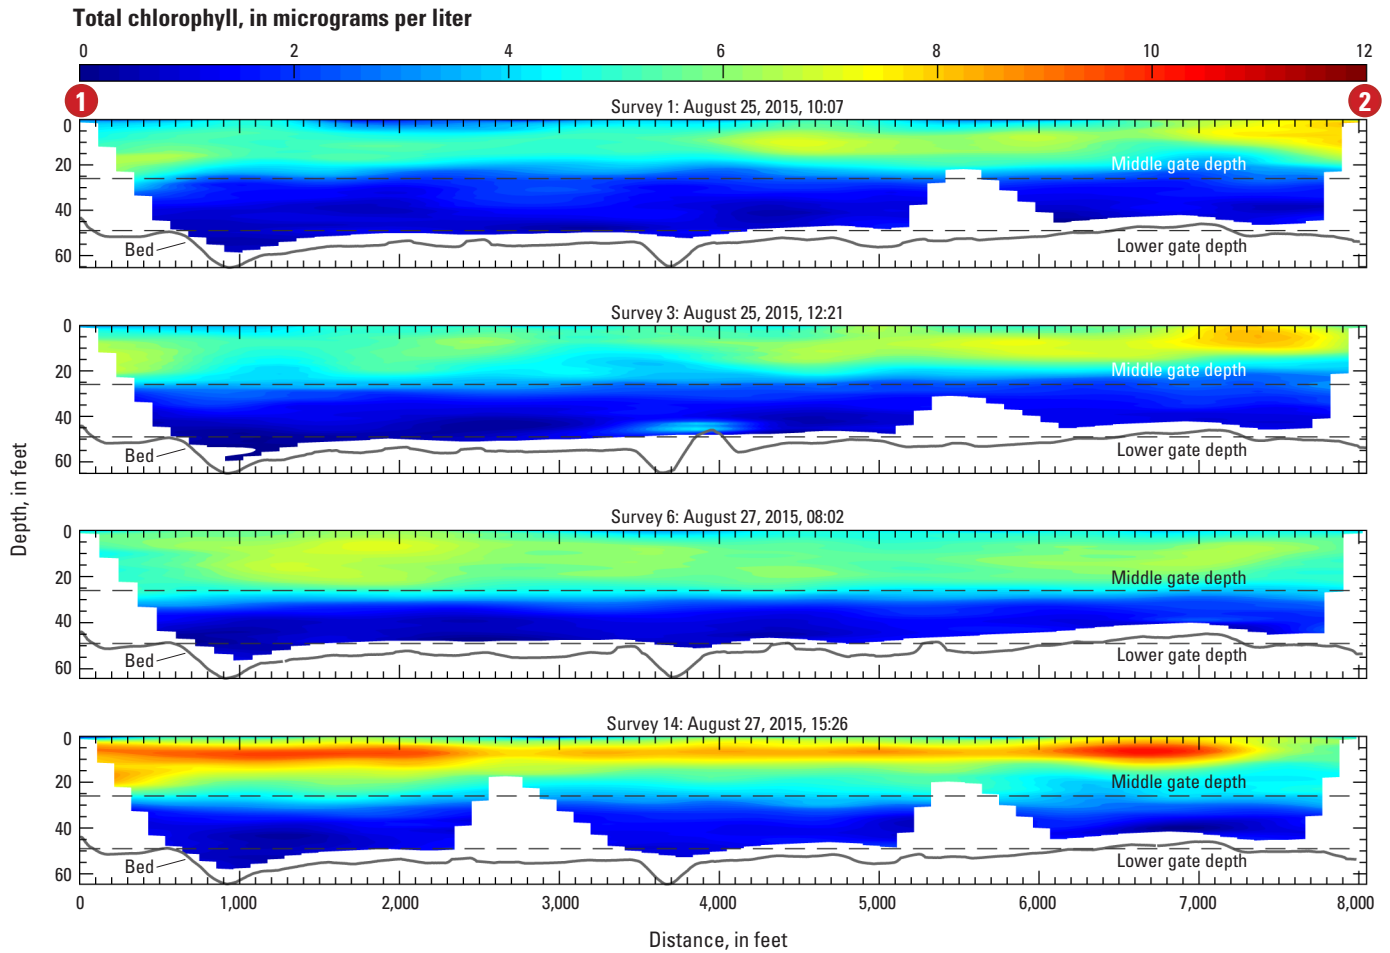 Total chlorophyll, in micrograms per liter
0 2 4 6 8 10 12
1 2
Survey 1: August 25, 2015, 10:07
0
20
40
60
Middle gate depth
Lower gate depth
Bed
Survey 3: August 25, 2015, 12:21
0
20
40
60
Middle gate depth
Lower gate depth
Bed
Depth, in feet
Survey 6: August 27, 2015, 08:02
0
20
40
60
Middle gate depth
Lower gate depth
Bed
Survey 14: August 27, 2015, 15:26
0
20
40
60
Middle gate depth
Lower gate depth
Bed
0 1,000 2,000 3,000 4,000 5,000 6,000 7,000 8,000
Distance, in feet